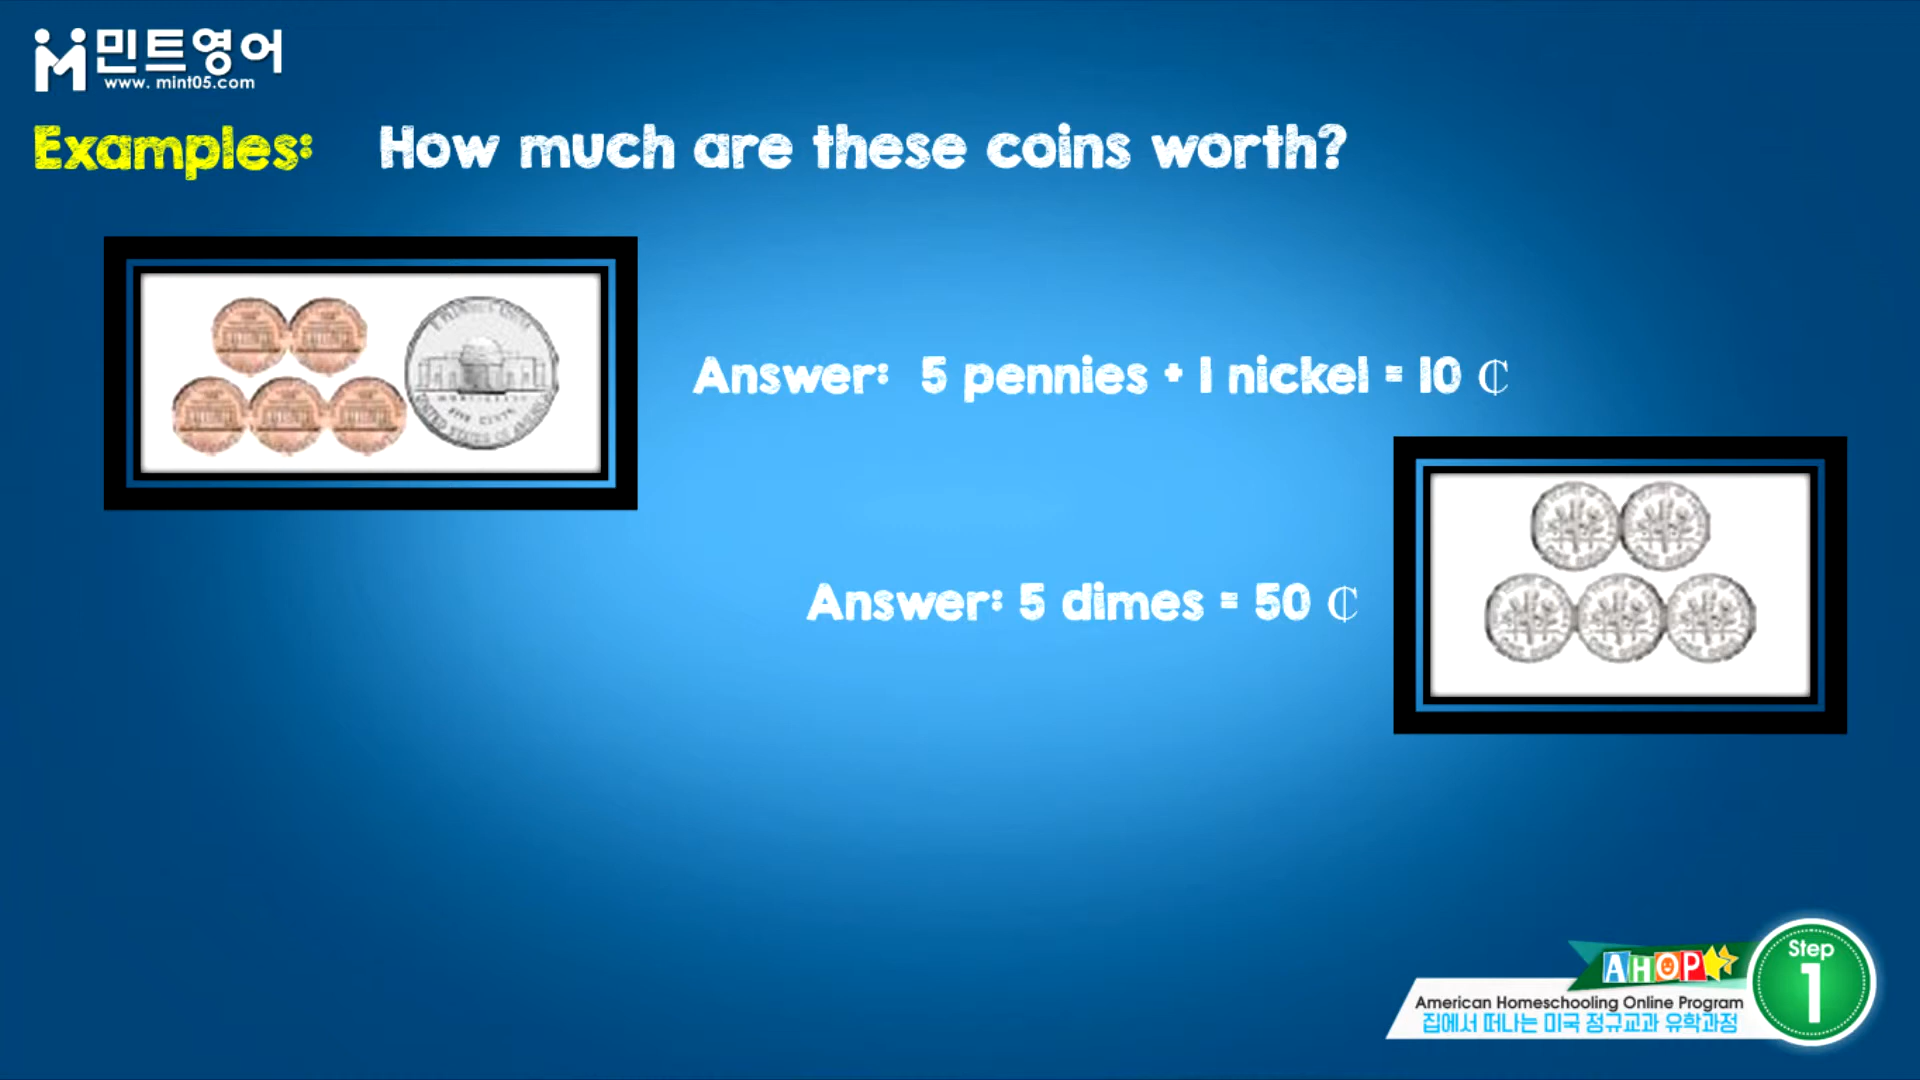 민트영어
www. mint05.com
Examples: How much are these coins worth?
Answer: 5 pennies + 1 nickel = 10 ₵
Answer: 5 dimes = 50 ₵
AHOP
Step
1
American Homeschooling Online Program
집에서 떠나는 미국 정규교과 유학과정